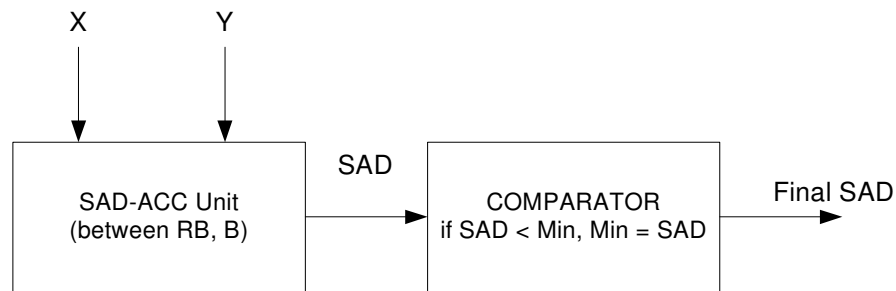 X
Y
SAD-ACC Unit
(between RB, B)
SAD
COMPARATOR
if SAD < Min, Min = SAD
Final SAD